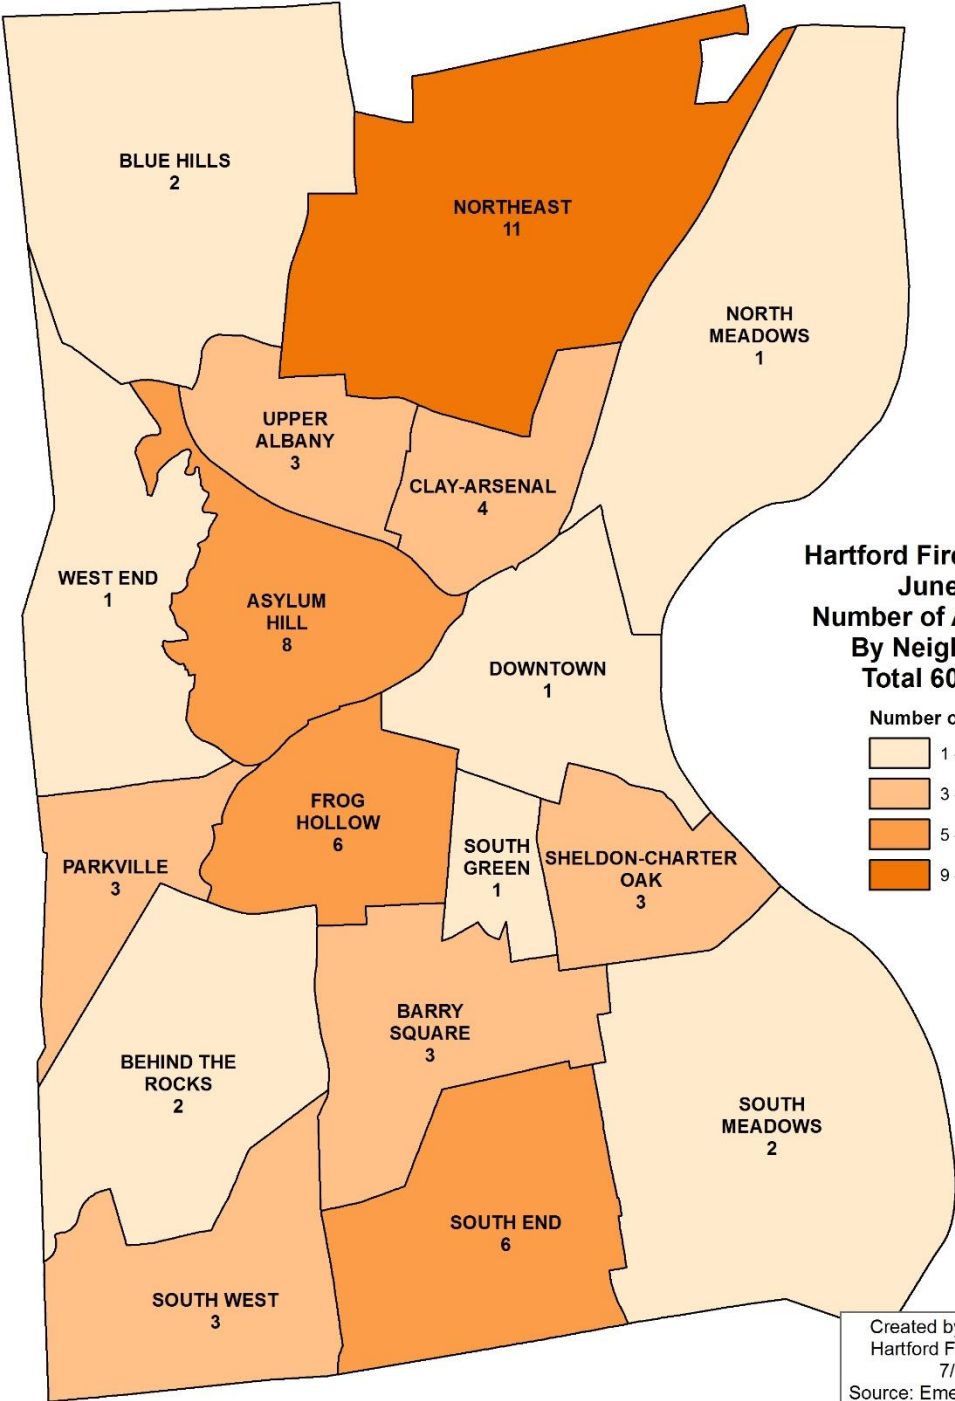 BLUE HILLS
2
NORTHEAST
11
NORTH
MEADOWS
1
UPPER
ALBANY
3
CLAY-ARSENAL
4
WEST END
1
ASYLUM
HILL
8
DOWNTOWN
1
FROG
HOLLOW
6
PARKVILLE
3
SOUTH
GREEN
1
SHELDON-CHARTER
OAK
3
BARRY
SQUARE
3
BEHIND THE
ROCKS
2
SOUTH
MEADOWS
2
SOUTH END
6
SOUTH WEST
3
Hartford Fire
June
Number of
By
Total 60
Number
1
3
5
9
Created
Hartford
7/
Source: